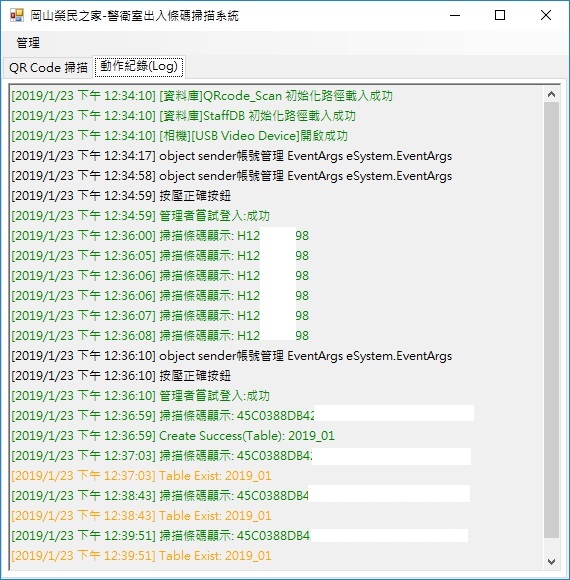 岡山榮民之家-警衛室出入條碼掃描系統
管理
QR Code 掃描 動作記錄(Log)
[2019/1/23 下午 12:34:10] [資料庫]QRcode_Scan 初始化路徑載入成功
[2019/1/23 下午 12:34:10] [資料庫]StaffDB 初始化路徑載入成功
[2019/1/23 下午 12:34:10] [相機][USB Video Device]開啟成功
[2019/1/23 下午 12:34:17] object sender帳號管理 EventArgs eSystem.EventArgs
[2019/1/23 下午 12:34:58] object sender帳號管理 EventArgs eSystem.EventArgs
[2019/1/23 下午 12:34:59] 按壓正確按鈕
[2019/1/23 下午 12:34:59] 管理者嘗試登入:成功
[2019/1/23 下午 12:36:00] 掃描條碼顯示: H12 98
[2019/1/23 下午 12:36:05] 掃描條碼顯示: H12 98
[2019/1/23 下午 12:36:06] 掃描條碼顯示: H12 98
[2019/1/23 下午 12:36:06] 掃描條碼顯示: H12 98
[2019/1/23 下午 12:36:07] 掃描條碼顯示: H12 98
[2019/1/23 下午 12:36:08] 掃描條碼顯示: H12 98
[2019/1/23 下午 12:36:10] object sender帳號管理 EventArgs eSystem.EventArgs
[2019/1/23 下午 12:36:10] 按壓正確按鈕
[2019/1/23 下午 12:36:10] 管理者嘗試登入:成功
[2019/1/23 下午 12:36:59] 掃描條碼顯示: 45C0388DB42
[2019/1/23 下午 12:36:59] Create Success(Table): 2019_01
[2019/1/23 下午 12:37:03] 掃描條碼顯示: 45C0388DB42
[2019/1/23 下午 12:37:03] Table Exist: 2019_01
[2019/1/23 下午 12:38:43] 掃描條碼顯示: 45C0388DB4
[2019/1/23 下午 12:38:43] Table Exist: 2019_01
[2019/1/23 下午 12:39:51] 掃描條碼顯示: 45C0388DB4
[2019/1/23 下午 12:39:51] Table Exist: 2019_01